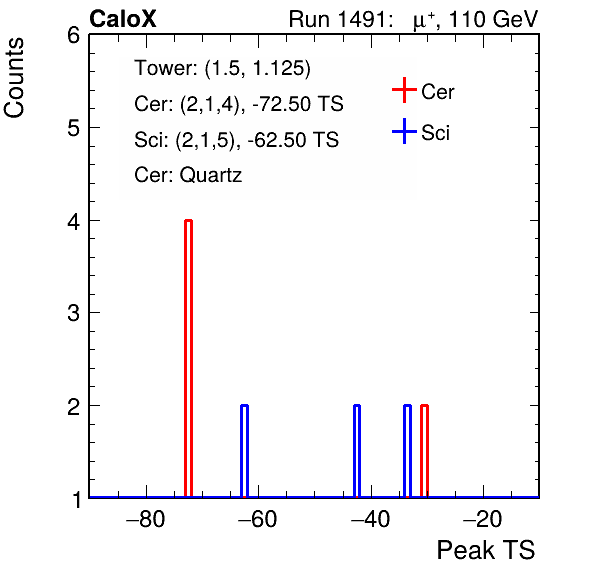 CaloX Run 1491: μ⁺, 110 GeV
Counts
6
5
4
3
2
1
Tower: (1.5, 1.125)
Cer: (2,1,4), -72.50 TS
Sci: (2,1,5), -62.50 TS
Cer: Quartz
Cer
Sci
−80 −60 −40 −20
Peak TS